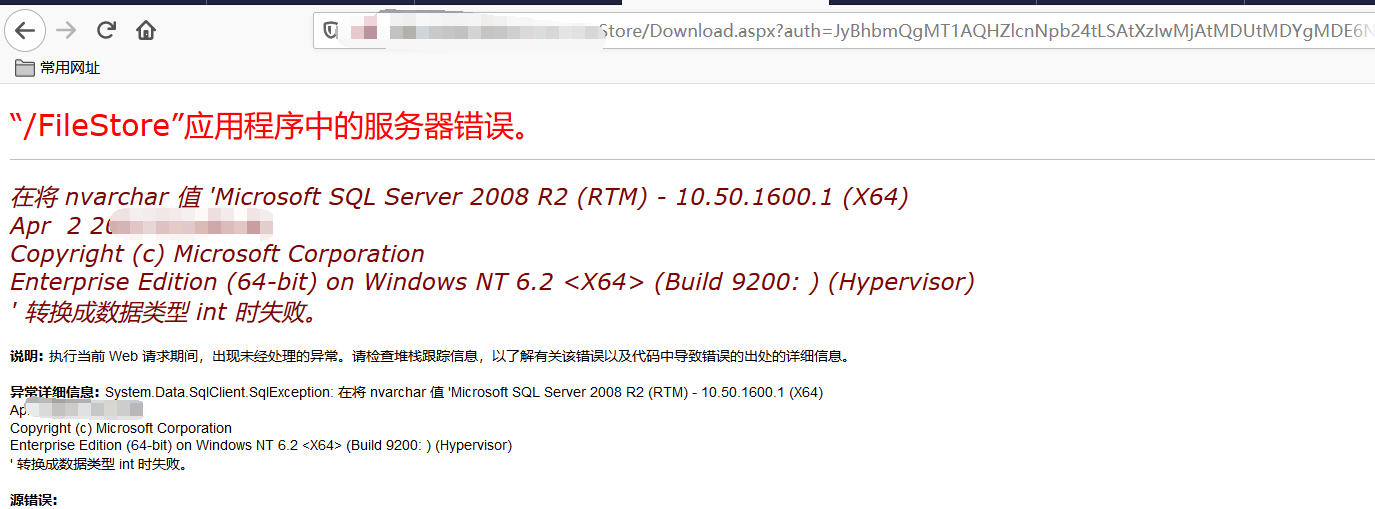 Store/Download.aspx?auth=JyBhbmQgMT1AQHZlcnNpb24tLSAtXzIwMjAtMDUtMDYgMDE6N
常用网址
“/FileStore”应用程序中的服务器错误。
在将 nvarchar 值 'Microsoft SQL Server 2008 R2 (RTM) - 10.50.1600.1 (X64)
Apr 2
Copyright (c) Microsoft Corporation
Enterprise Edition (64-bit) on Windows NT 6.2 <X64> (Build 9200: ) (Hypervisor)
' 转换成数据类型 int 时失败。
说明: 执行当前 Web 请求期间，出现未经处理的异常。请检查堆栈跟踪信息，以了解有关该错误以及代码中导致错误的出处的详细信息。
异常详细信息: System.Data.SqlClient.SqlException: 在将 nvarchar 值 'Microsoft SQL Server 2008 R2 (RTM) - 10.50.1600.1 (X64)
Copyright (c) Microsoft Corporation
Enterprise Edition (64-bit) on Windows NT 6.2 <X64> (Build 9200: ) (Hypervisor)
' 转换成数据类型 int 时失败。
源错误: